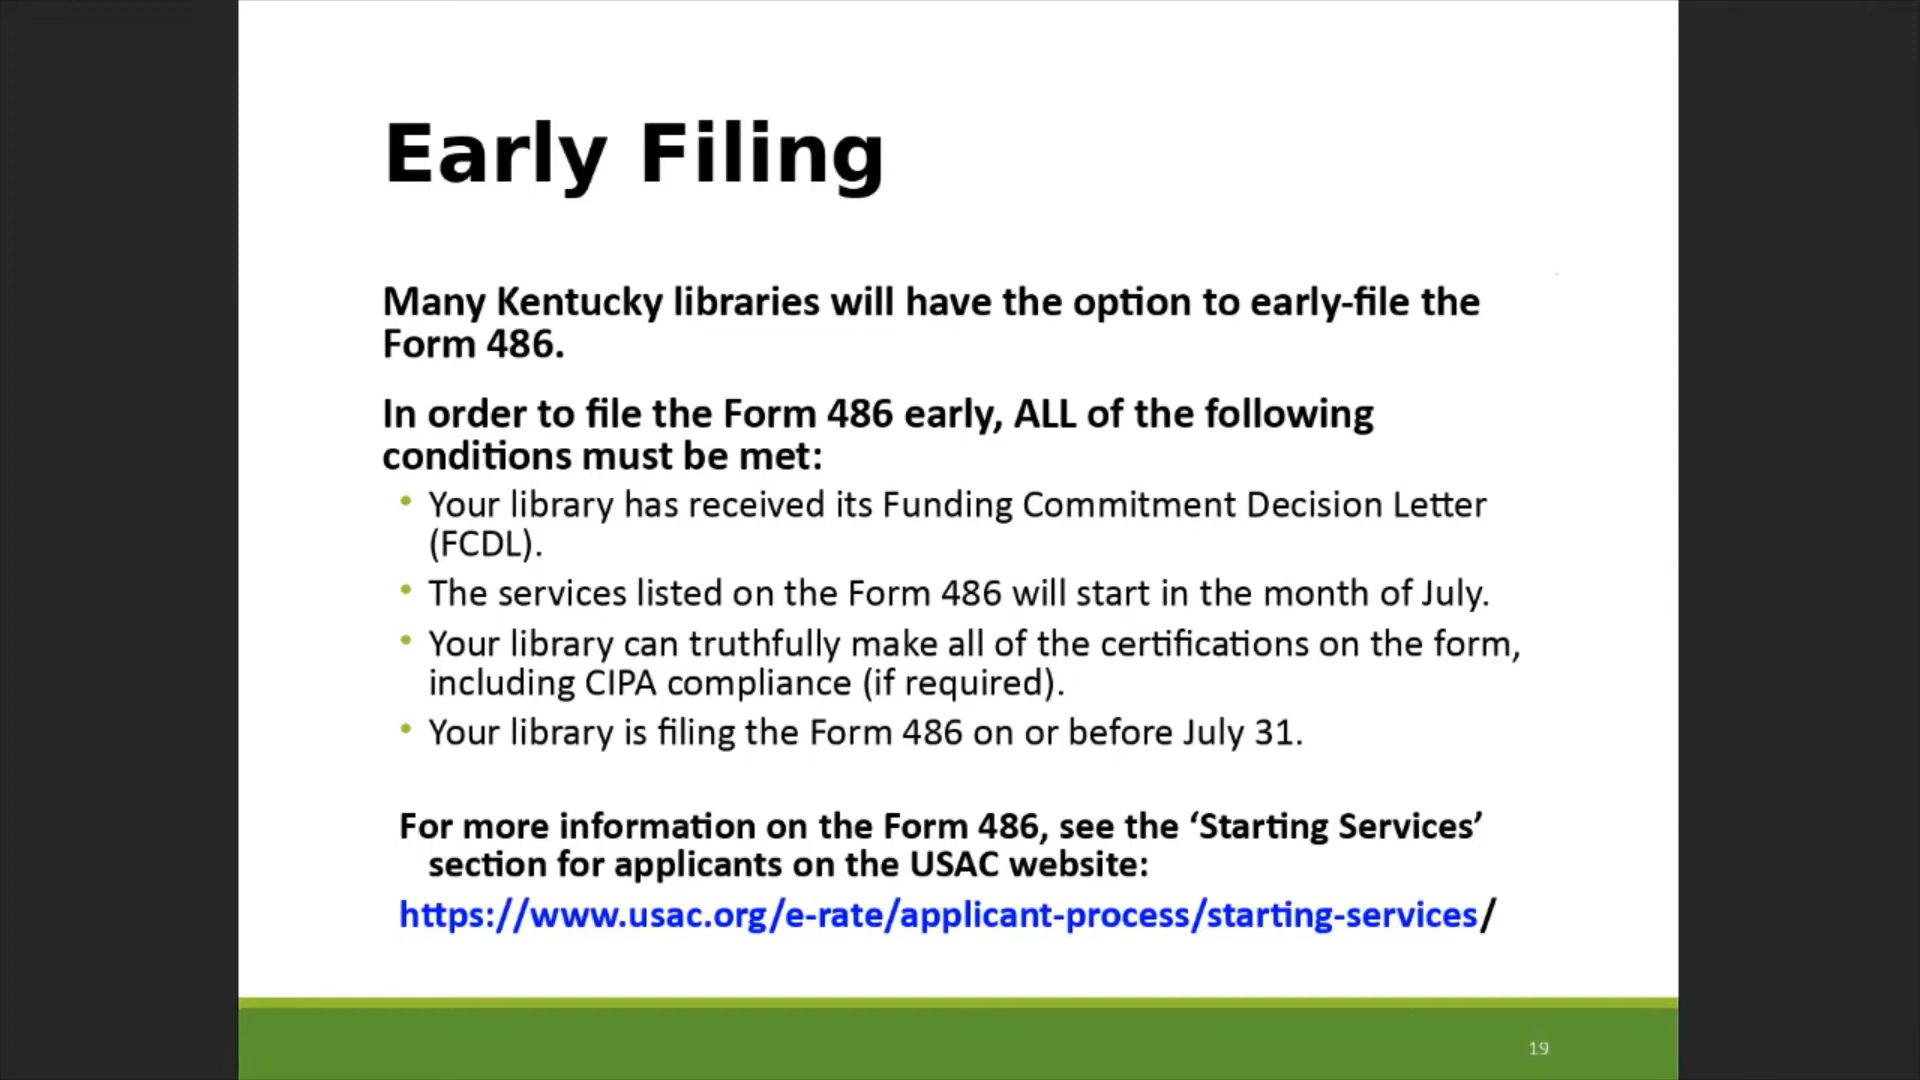 Early Filing
Many Kentucky libraries will have the option to early-file the
Form 486.
In order to file the Form 486 early, ALL of the following
conditions must be met:
• Your library has received its Funding Commitment Decision Letter
(FCDL).
• The services listed on the Form 486 will start in the month of July.
• Your library can truthfully make all of the certifications on the form,
including CIPA compliance (if required).
• Your library is filing the Form 486 on or before July 31.
For more information on the Form 486, see the ‘Starting Services’
section for applicants on the USAC website:
https://www.usac.org/e-rate/applicant-process/starting-services/
19